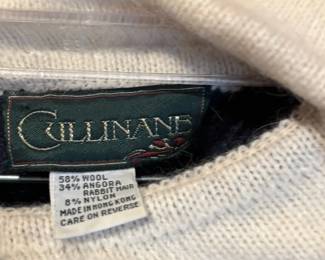 CULLINANE
58% WOOL
34% ANGORA
RABBIT HAIR
8% NYLON
MADE IN HONG KONG
CARE ON REVERSE